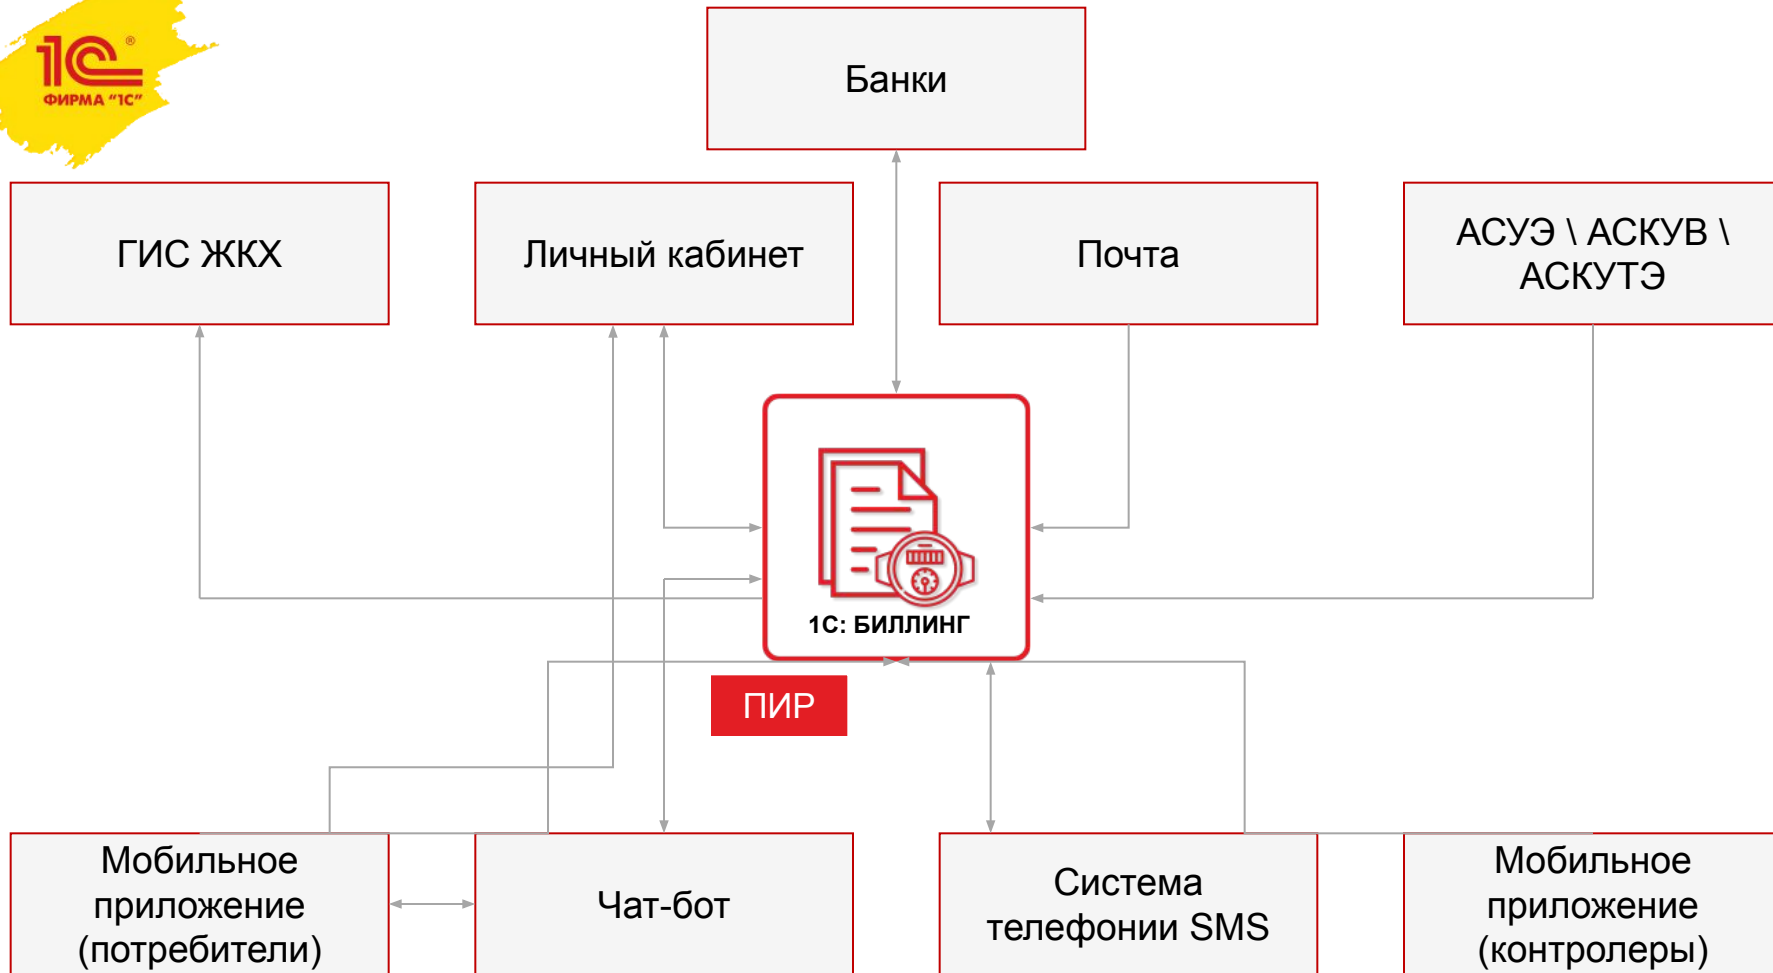 1С®
ФИРМА "1С"
Банки
ГИС ЖКХ
Личный кабинет
Почта
АСУЭ \ АСКУВ \
АСКУТЭ
1С: БИЛЛИНГ
ПИР
Мобильное
приложение
(потребители)
Чат-бот
Система
телефонии SMS
Мобильное
приложение
(контролеры)